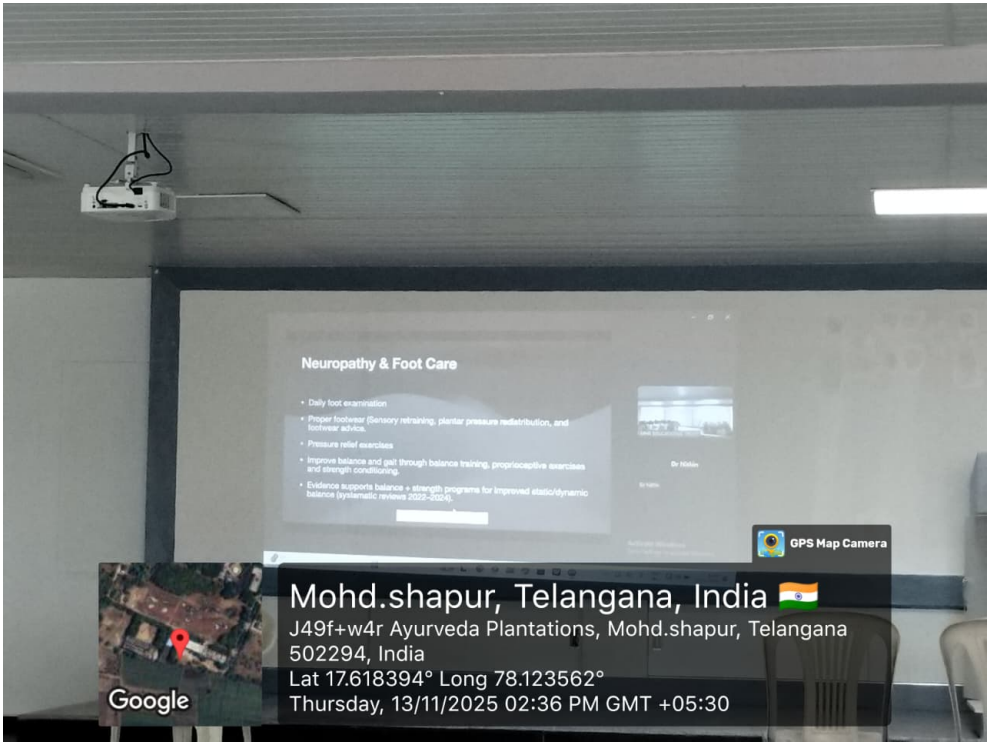 Neuropathy & Foot Care
• Daily foot examination
• Proper footwear (Sensory retraining, plantar pressure redistribution, and
footwear advice.
• Pressure relief exercises
• Improve balance and gait through balance training, proprioceptive exercises
and strength conditioning.
• Evidence supports balance + strength programs for improved static/dynamic
balance (systematic reviews 2022–2024).
GPS Map Camera
Mohd.shapur, Telangana, India
J49f+w4r Ayurveda Plantations, Mohd.shapur, Telangana
502294, India
Lat 17.618394° Long 78.123562°
Thursday, 13/11/2025 02:36 PM GMT +05:30
Google